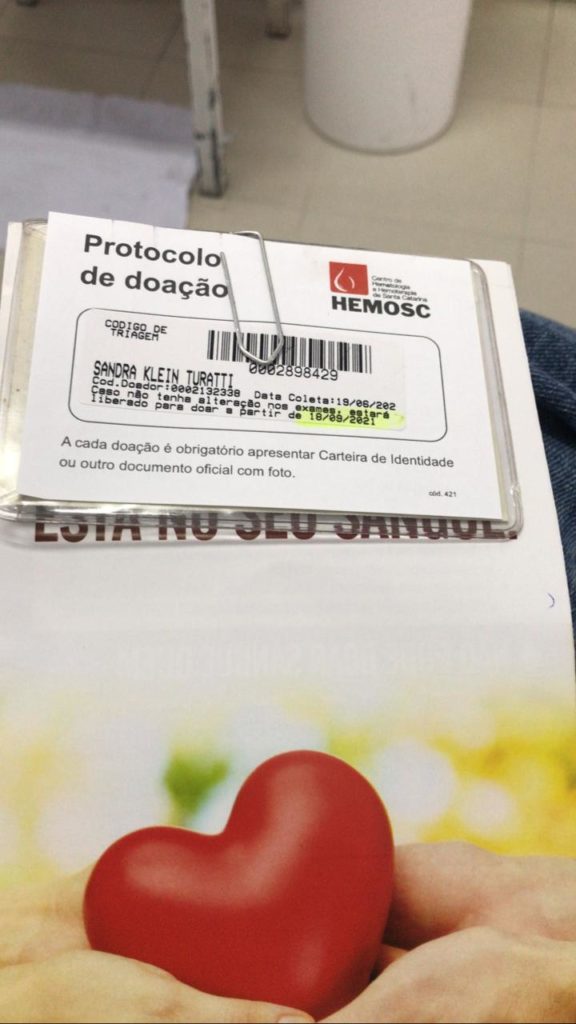 Protocolo
de doação
Centro de
Hematologia
e Hemoterapia
de Santa Catarina
HEMOSC
CODIGO DE
TRIAGEM
0002898429
SANDRA KLEIN TURATTI
Cod.Doador:0002132338 Data Coleta:19/06/202
Caso não tenha alteração nos exames, estará
liberado para doar a partir de 18/09/2021
A cada doação é obrigatório apresentar Carteira de Identidade
ou outro documento oficial com foto.
cód. 421
ESTÁ NO SEU SANGUE.